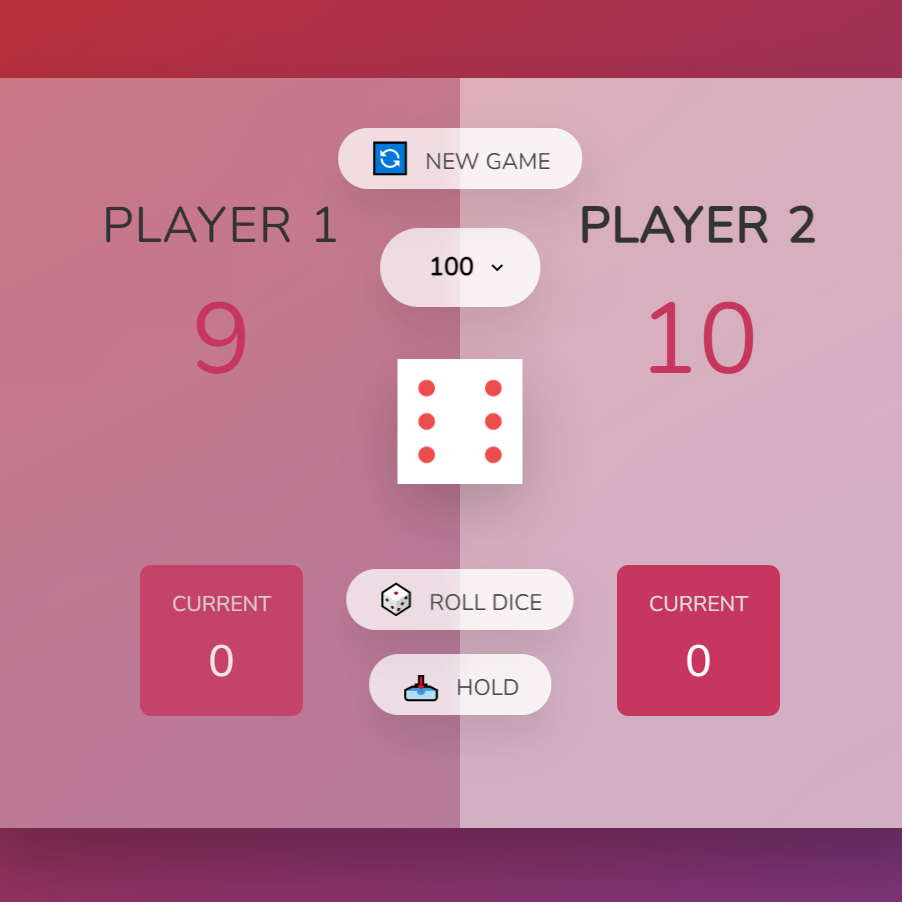 NEW GAME
PLAYER 1
PLAYER 2
100
9
10
CURRENT
0
ROLL DICE
CURRENT
0
HOLD